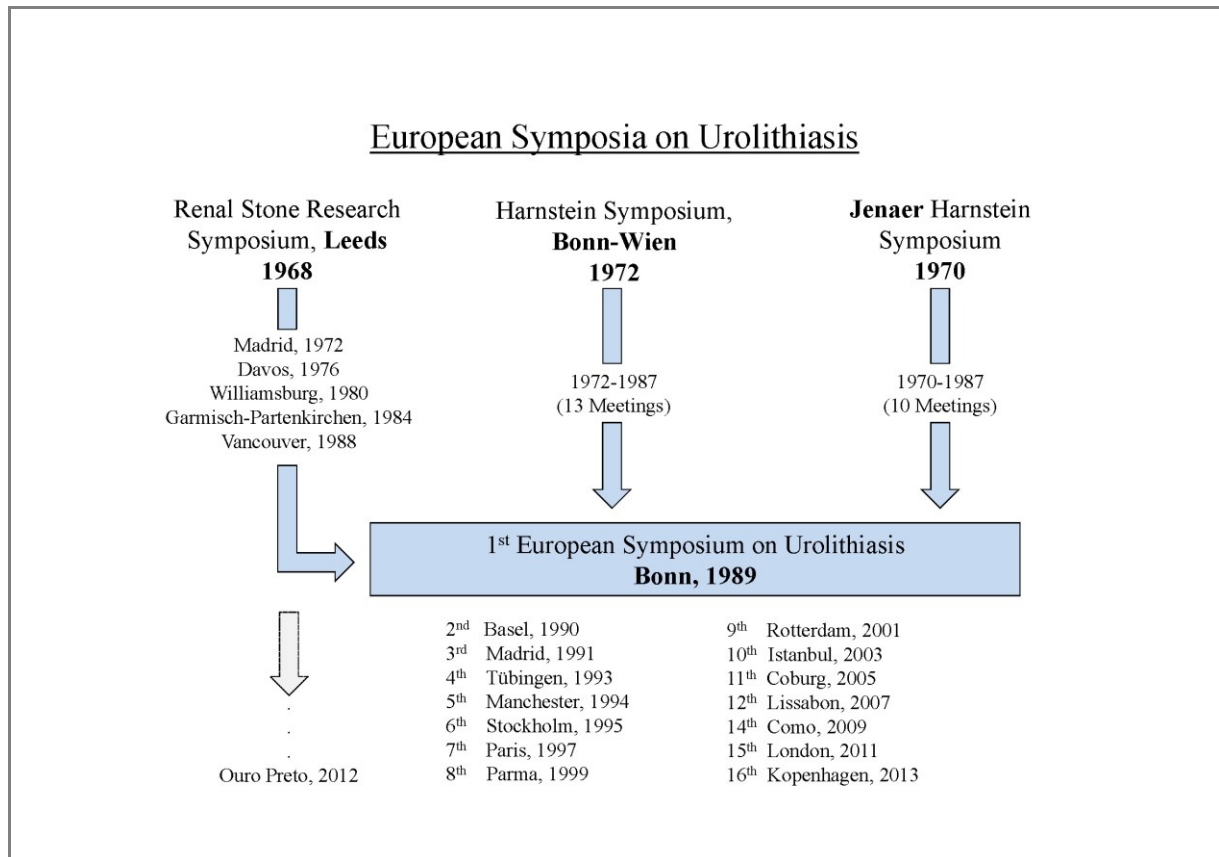 European Symposia on Urolithiasis
Renal Stone Research
Symposium, Leeds
1968
Harnstein Symposium,
Bonn-Wien
1972
Jenaer Harnstein
Symposium
1970
Madrid, 1972
Davos, 1976
Williamsburg, 1980
Garmisch-Partenkirchen, 1984
Vancouver, 1988
1972-1987
(13 Meetings)
1970-1987
(10 Meetings)
1st European Symposium on Urolithiasis
Bonn, 1989
2nd Basel, 1990
3rd Madrid, 1991
4th Tübingen, 1993
5th Manchester, 1994
6th Stockholm, 1995
7th Paris, 1997
8th Parma, 1999
9th Rotterdam, 2001
10th Istanbul, 2003
11th Coburg, 2005
12th Lissabon, 2007
14th Como, 2009
15th London, 2011
16th Kopenhagen, 2013
.
.
.
Ouro Preto, 2012